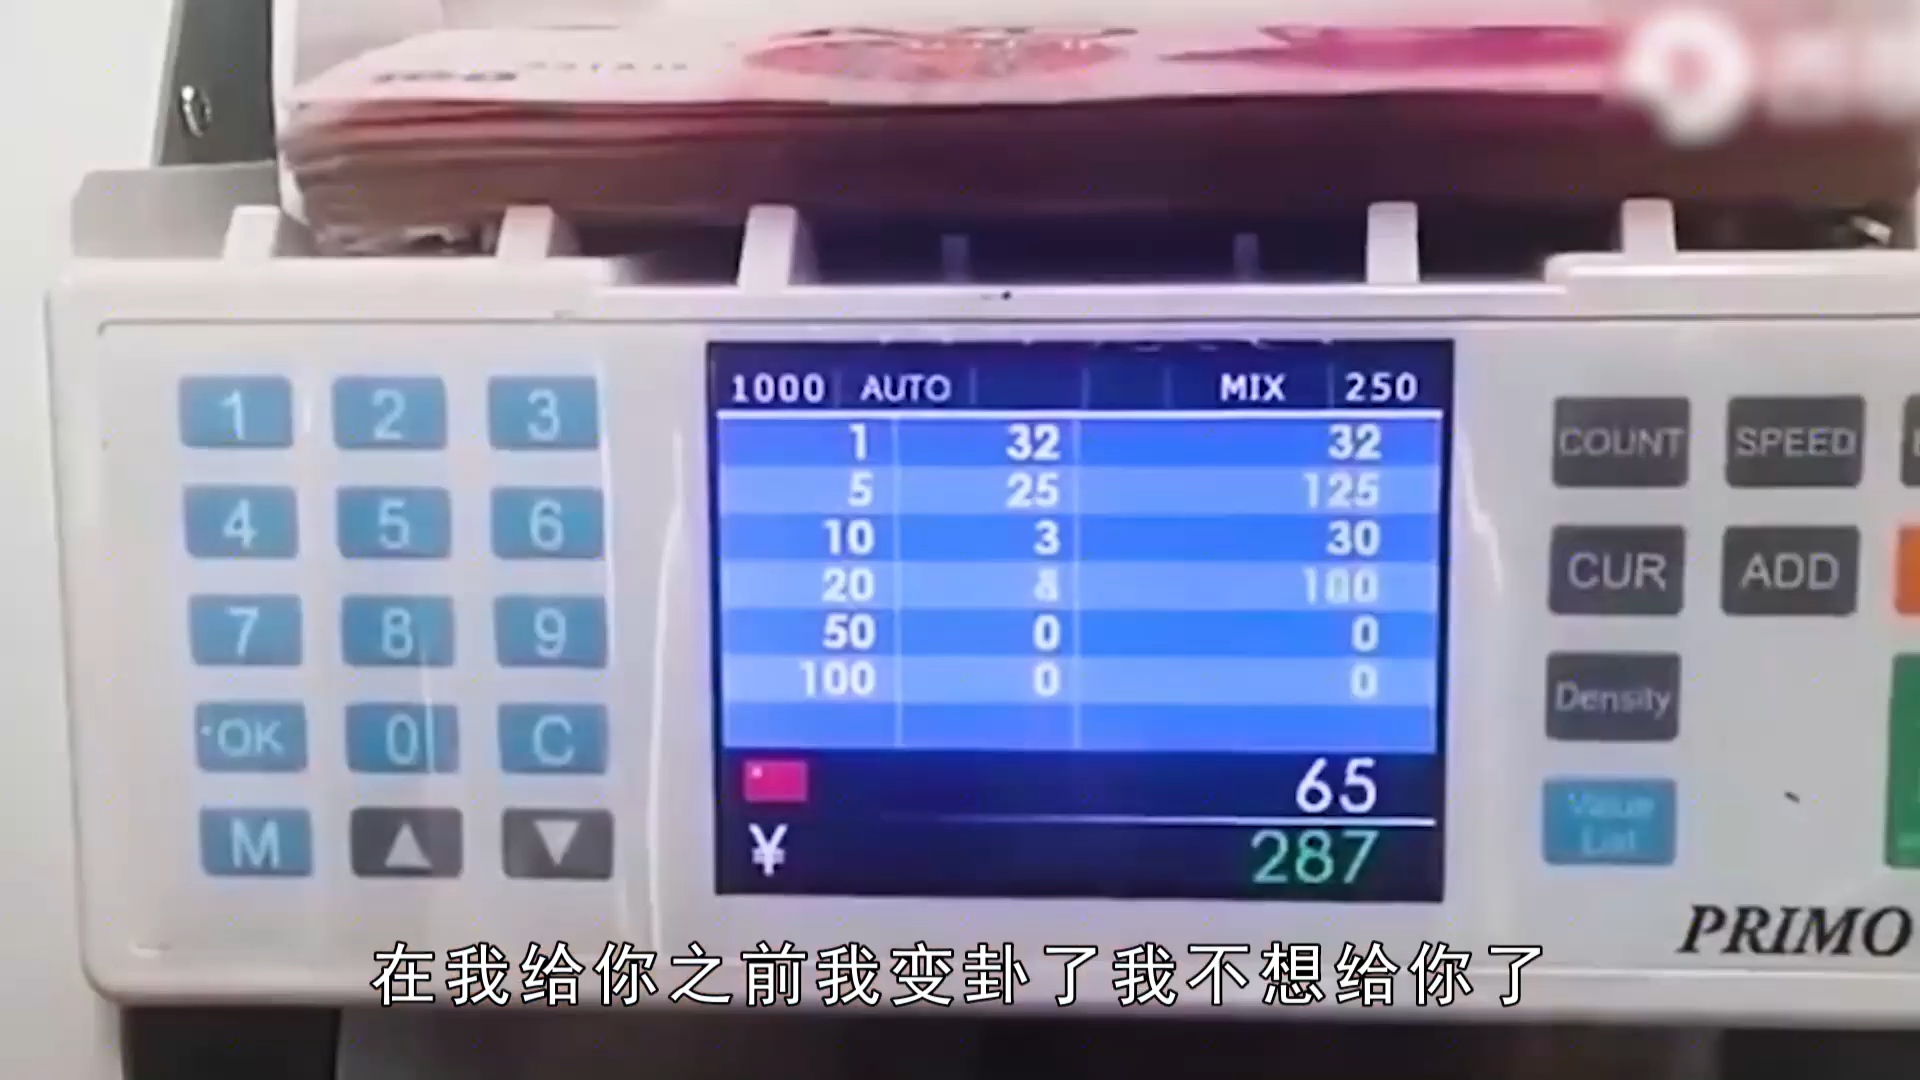 1000 AUTO MIX 250
1 32 32
5 25 125
10 3 30
20
50 0 0
100 0 0
65
¥ 287
1 2 3
4 5 6
7 8 9
OK 0 C
M
COUNT SPEED
CUR ADD
Density
Value
List
PRIMO
在我给你之前我变卦了我不想给你了